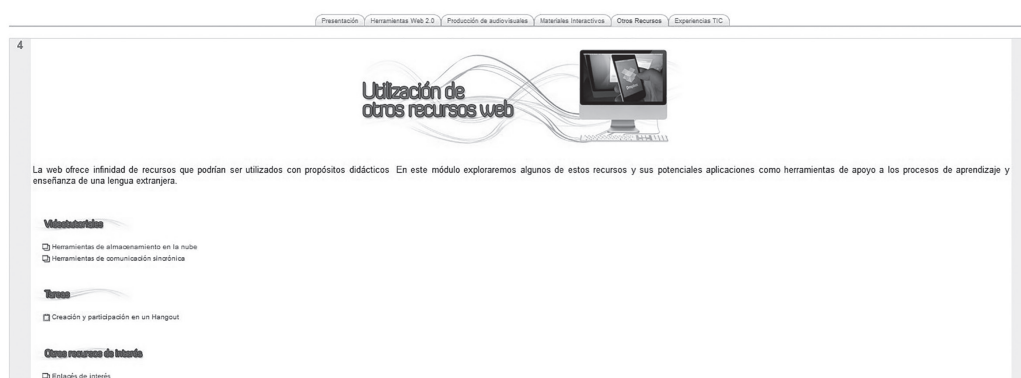 Presentación Herramientas Web 2.0 Producción de audiovisuales Materiales Interactivos Otros Recursos Experiencias TIC
4
Utilización de
otros recursos web
La web ofrece infinidad de recursos que podrían ser utilizados con propósitos didácticos En este módulo exploraremos algunos de estos recursos y sus potenciales aplicaciones como herramientas de apoyo a los procesos de aprendizaje y
enseñanza de una lengua extranjera.
Videotutoriales
Herramientas de almacenamiento en la nube
Herramientas de comunicación sincrónica
Tareas
Creación y participación en un Hangout
Otros recursos de interés
Enlaces de interés